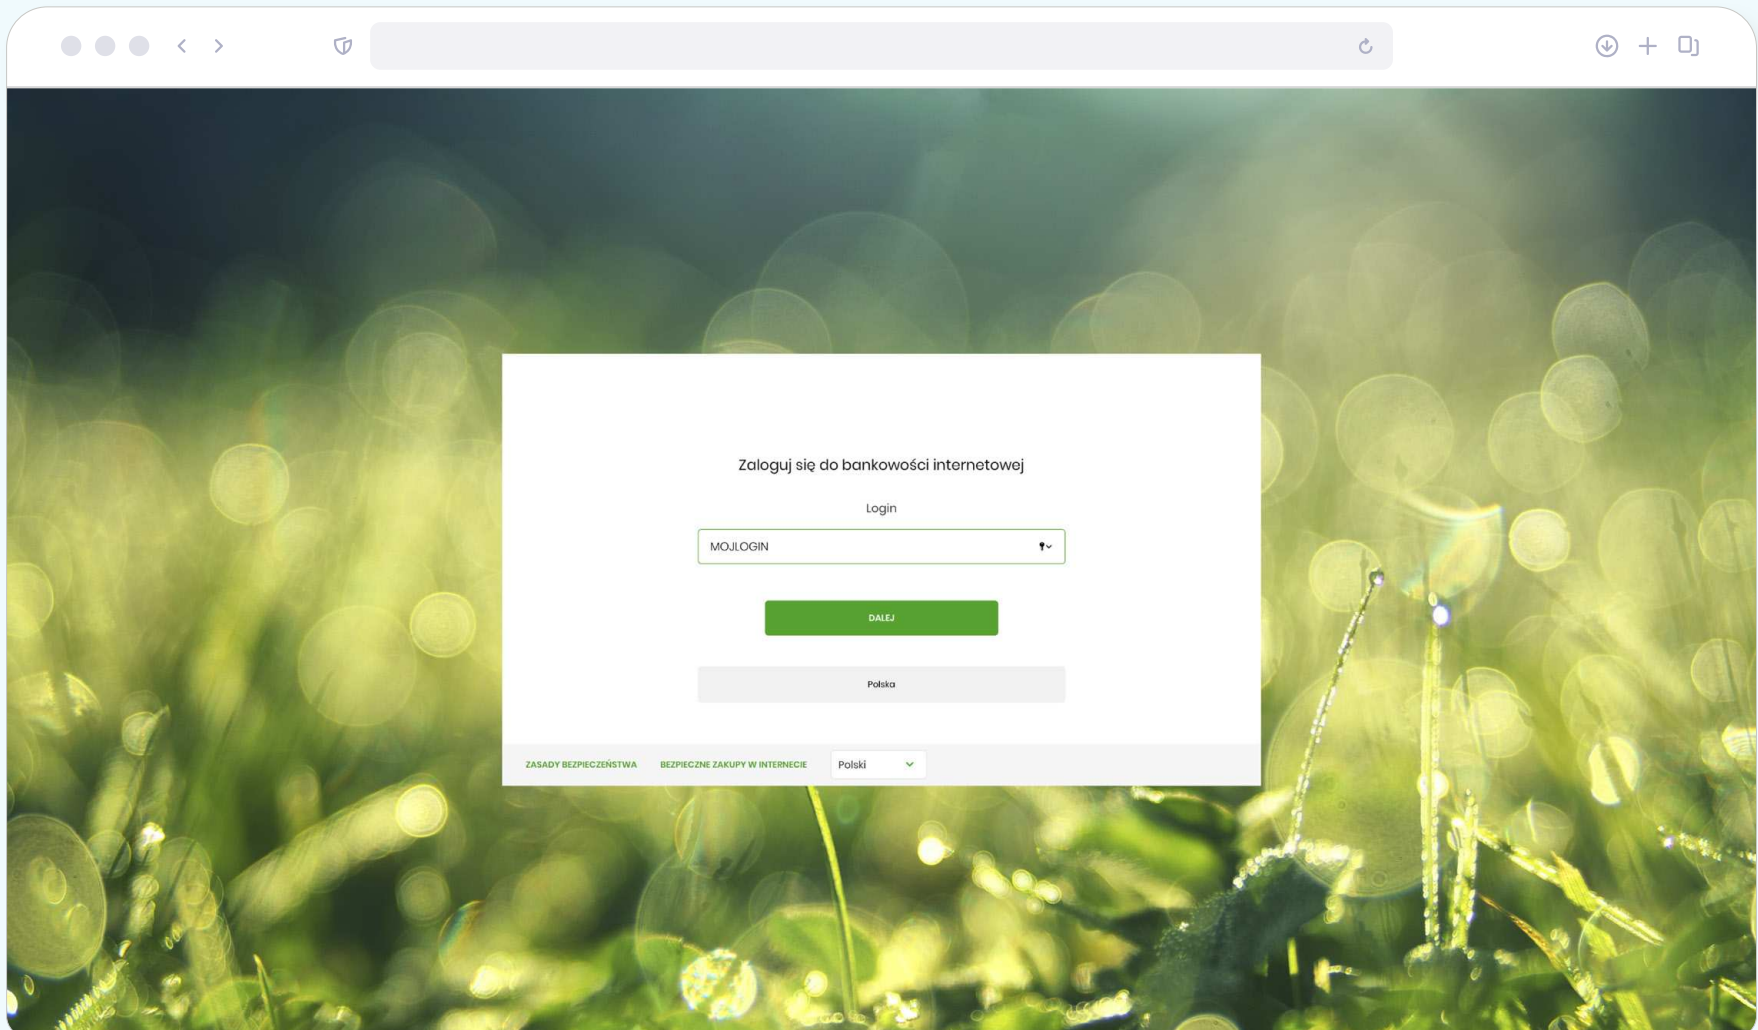 Zaloguj się do bankowości internetowej
Login
MOJLOGIN
DALEJ
Polska
ZASADY BEZPIECZEŃSTWA BEZPIECZNE ZAKUPY W INTERNECIE Polski